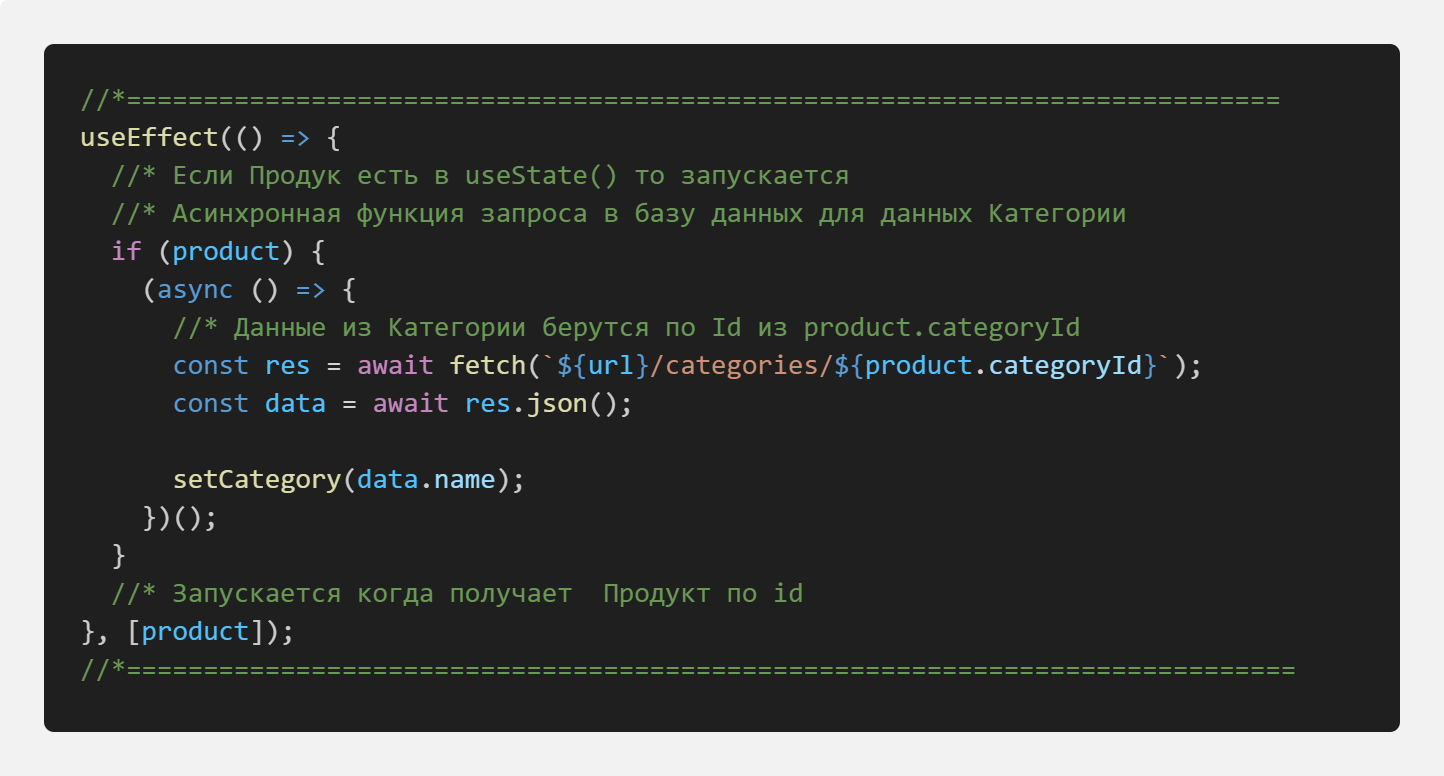 //*===========================================================================
useEffect(() => {
//* Если Продук есть в useState() то запускается
//* Асинхронная функция запроса в базу данных для данных Категории
if (product) {
(async () => {
//* Данные из Категории берутся по Id из product.categoryId
const res = await fetch(`${url}/categories/${product.categoryId}`);
const data = await res.json();
setCategory(data.name);
})();
}
//* Запускается когда получает  Продукт по id
}, [product]);
//*============================================================================